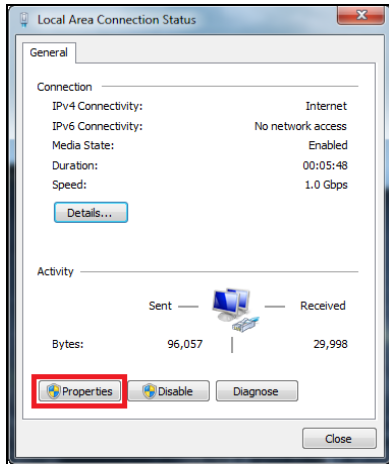 Local Area Connection Status
General
Connection
IPv4 Connectivity: Internet
IPv6 Connectivity: No network access
Media State: Enabled
Duration: 00:05:48
Speed: 1.0 Gbps
Details...
Activity
Sent Received
Bytes: 96,057 29,998
Properties Disable Diagnose
Close